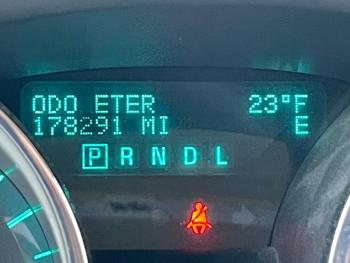 ODO ETER 23°F
178291 MI E
P R N D L